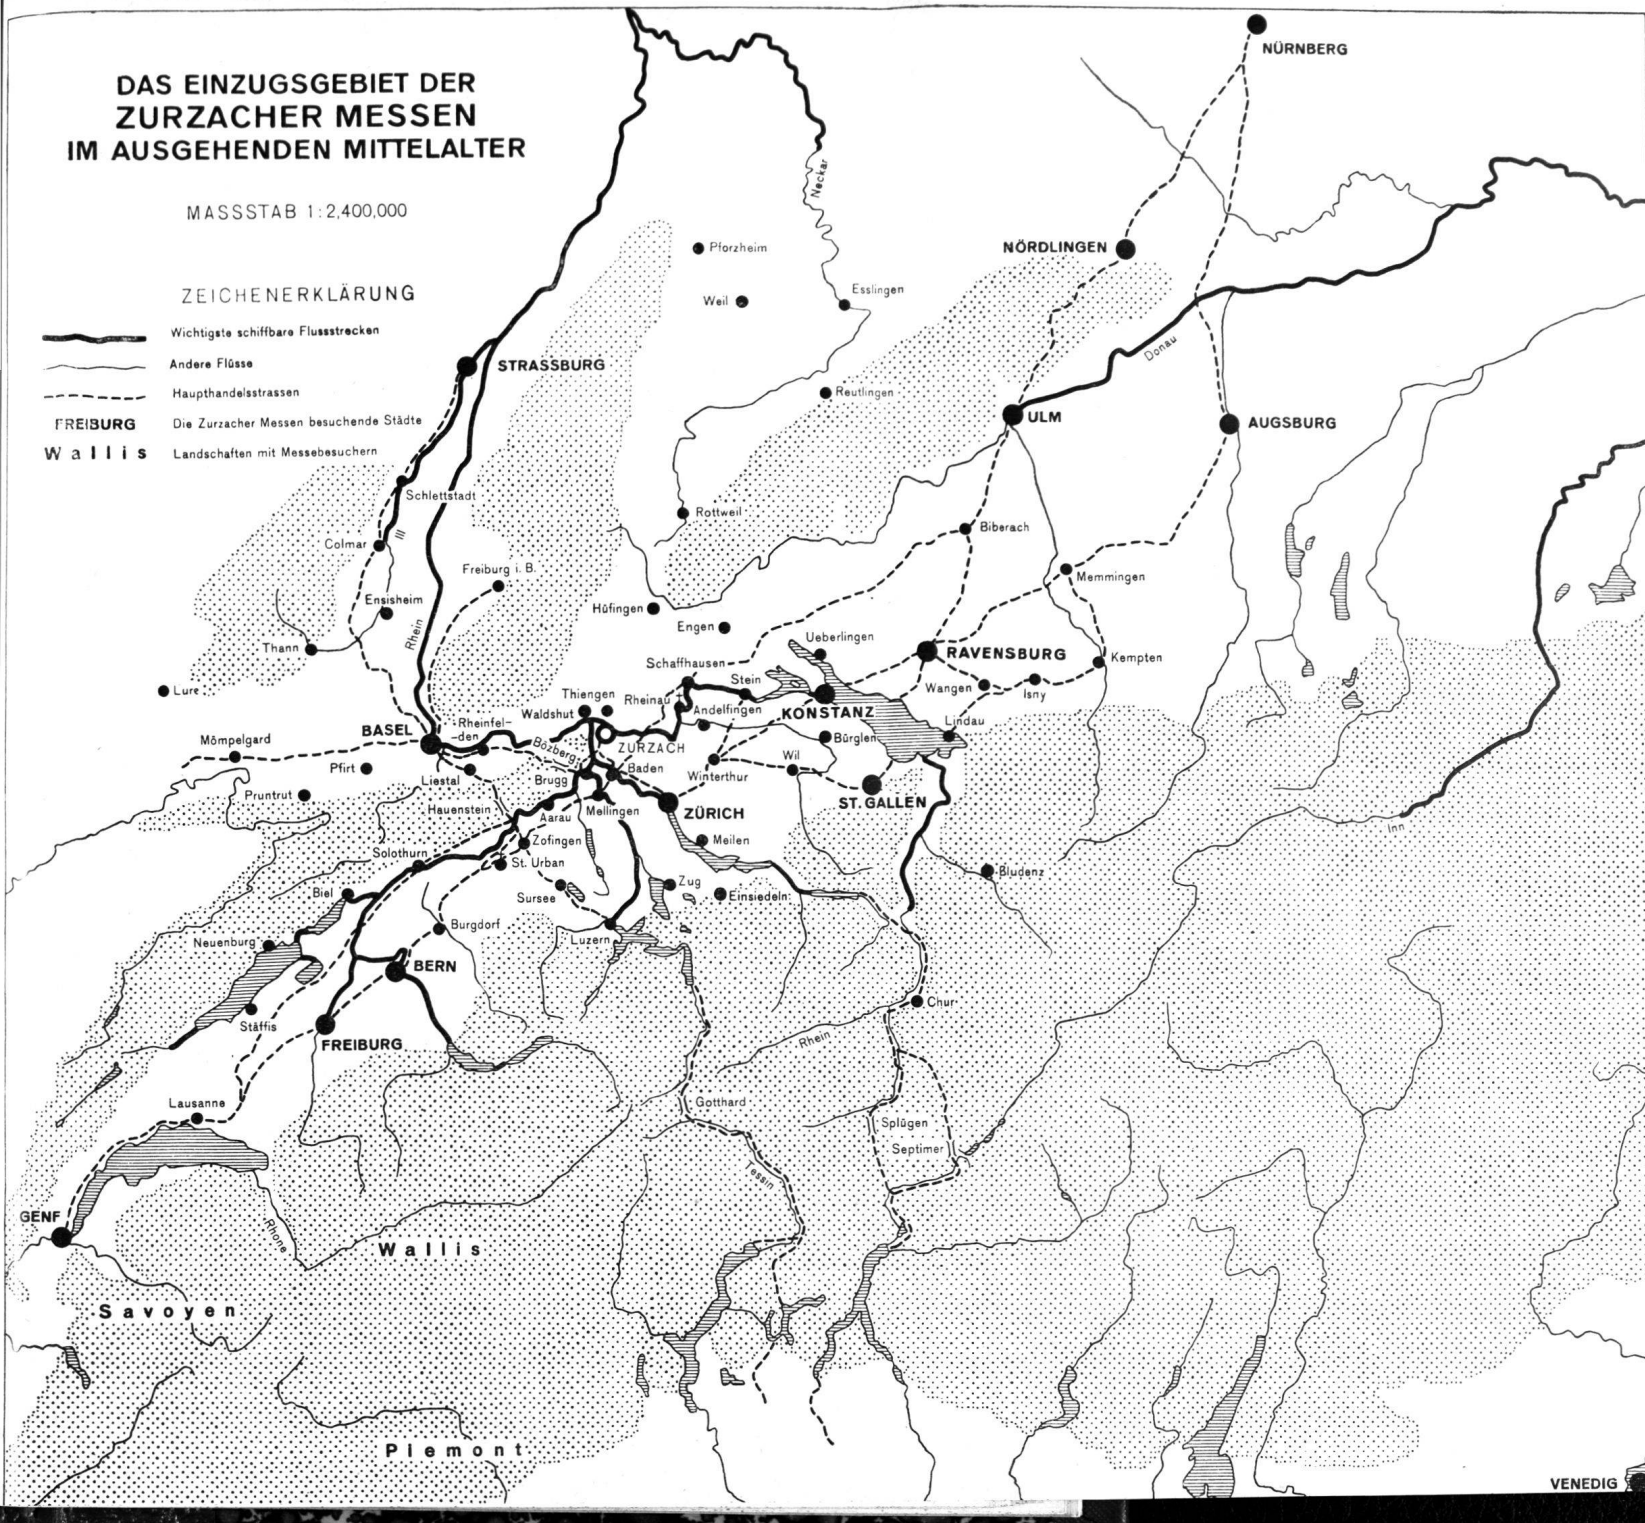 DAS EINZUGSGEBIET DER
ZURZACHER MESSEN
IM AUSGEHENDEN MITTELALTER
MASSSTAB 1:2,400,000
ZEICHENERKLÄRUNG
Wichtigste schiffbare Flussstrecken
Andere Flüsse
Haupthandelsstrassen
FREIBURG Die Zurzacher Messen besuchende Städte
Wallis Landschaften mit Messebesuchern
NÜRNBERG
Neckar
NÖRDLINGEN
Pforzheim
Weil
Esslingen
Donau
STRASSBURG
Reutlingen
ULM
AUGSBURG
Schlettstadt
Rottweil
Biberach
Ill
Colmar
Freiburg i. B.
Memmingen
Ensisheim
Hüfingen
Engen
Rhein
Ueberlingen
Thann
RAVENSBURG
Kempten
Schaffhausen
Stein
Lure
Wangen
Isny
Thiengen
Rheinau
Waldshut
Andelfingen
KONSTANZ
Lindau
BASEL
Rheinfel-
-den
Bözberg
ZURZACH
Bürglen
Mömpelgard
Pfirt
Liestal
Brugg
Baden
Winterthur
Wil
Pruntrut
Hauenstein
Aarau
Mellingen
ZÜRICH
ST. GALLEN
Inn
Zofingen
Meilen
Solothurn
St. Urban
Bludenz
Biel
Sursee
Zug
Einsiedeln
Neuenburg
Burgdorf
Luzern
BERN
Chur
Stäffis
FREIBURG
Rhein
Lausanne
Gotthard
Splügen
Septimer
Tessin
GENF
Rhone
Wallis
Savoyen
Piemont
VENEDIG